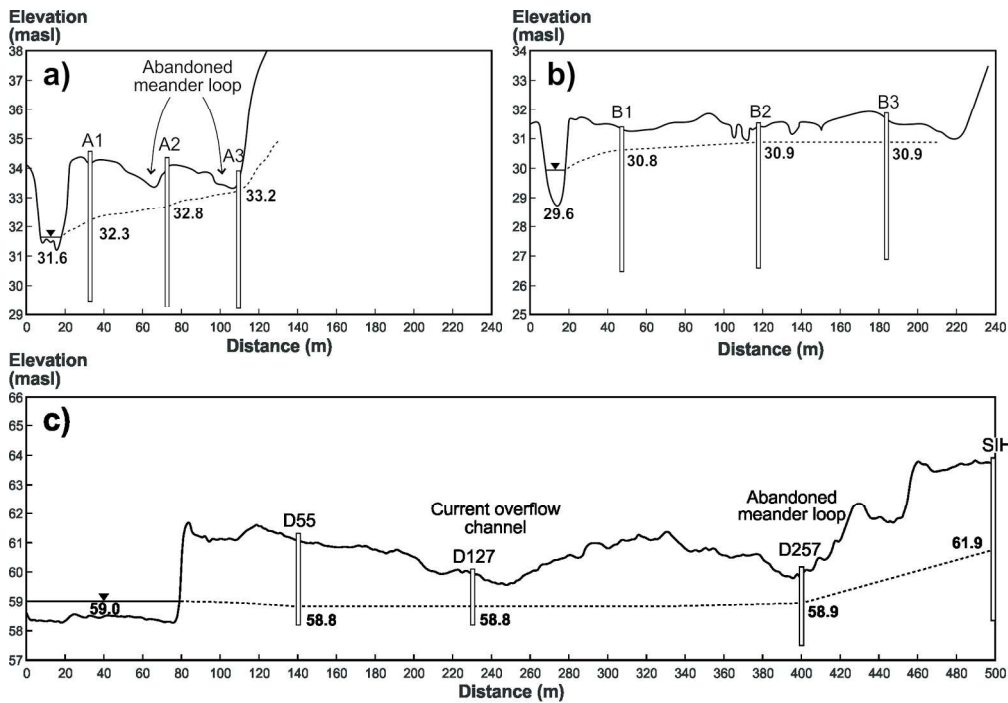 Elevation
(masl)
a)
38
37
36
35
34
33
32
31
30
29
Abandoned
meander loop
A1
A2
A3
33.2
32.8
32.3
31.6
0 20 40 60 80 100 120 140 160 180 200 220 240
Distance (m)
Elevation
(masl)
b)
34
33
32
31
30
29
28
27
26
25
B1
B2
B3
30.8
30.9
30.9
29.6
0 20 40 60 80 100 120 140 160 180 200 220 240
Distance (m)
Elevation
(masl)
c)
66
65
64
63
62
61
60
59
58
57
SIH
Current overflow
channel
Abandoned
meander loop
D55
D127
D257
61.9
59.0
58.8
58.8
58.9
0 20 40 60 80 100 120 140 160 180 200 220 240 260 280 300 320 340 360 380 400 420 440 460 480 500
Distance (m)